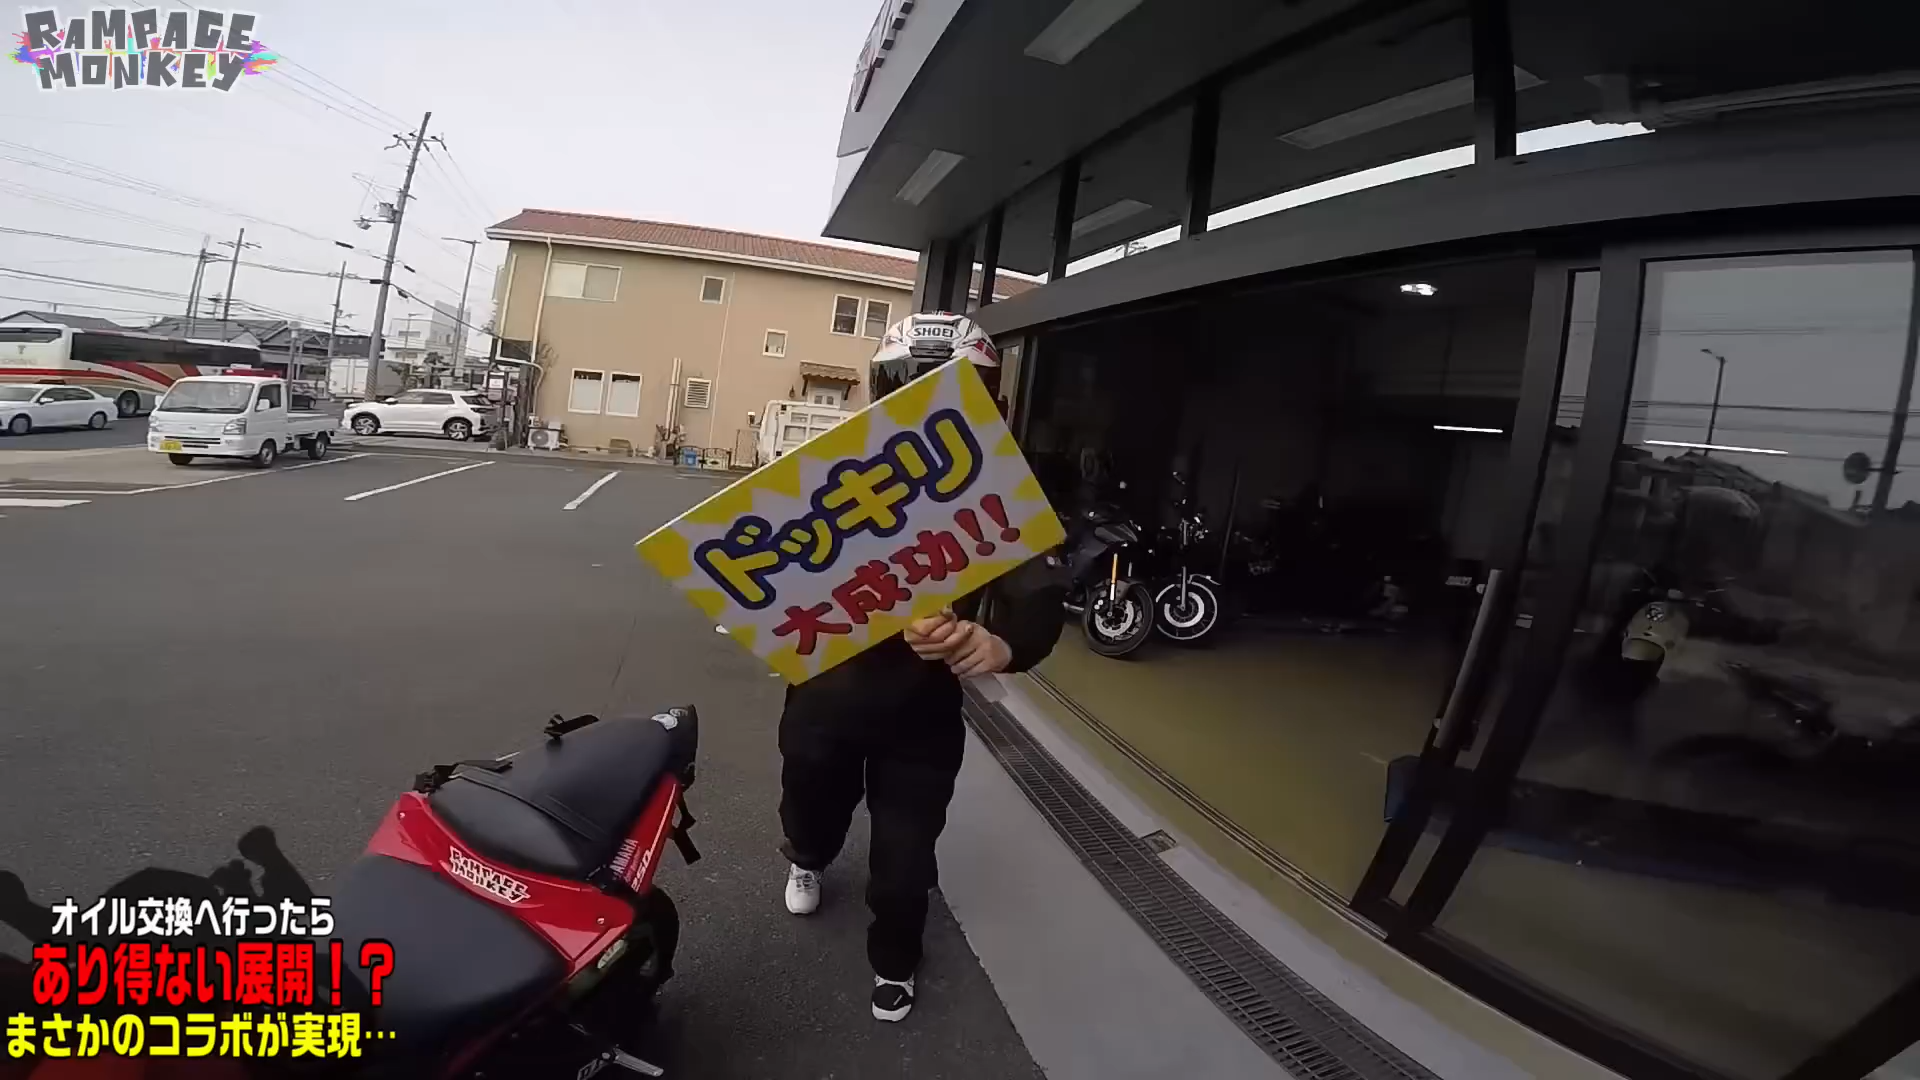 RAMPAGE
MONKEY
SHOEI
ドッキリ
大成功!!
YAMAHA
250
RAMPAGE
MONKEY
オイル交換へ行ったら
あり得ない展開！？
まさかのコラボが実現…